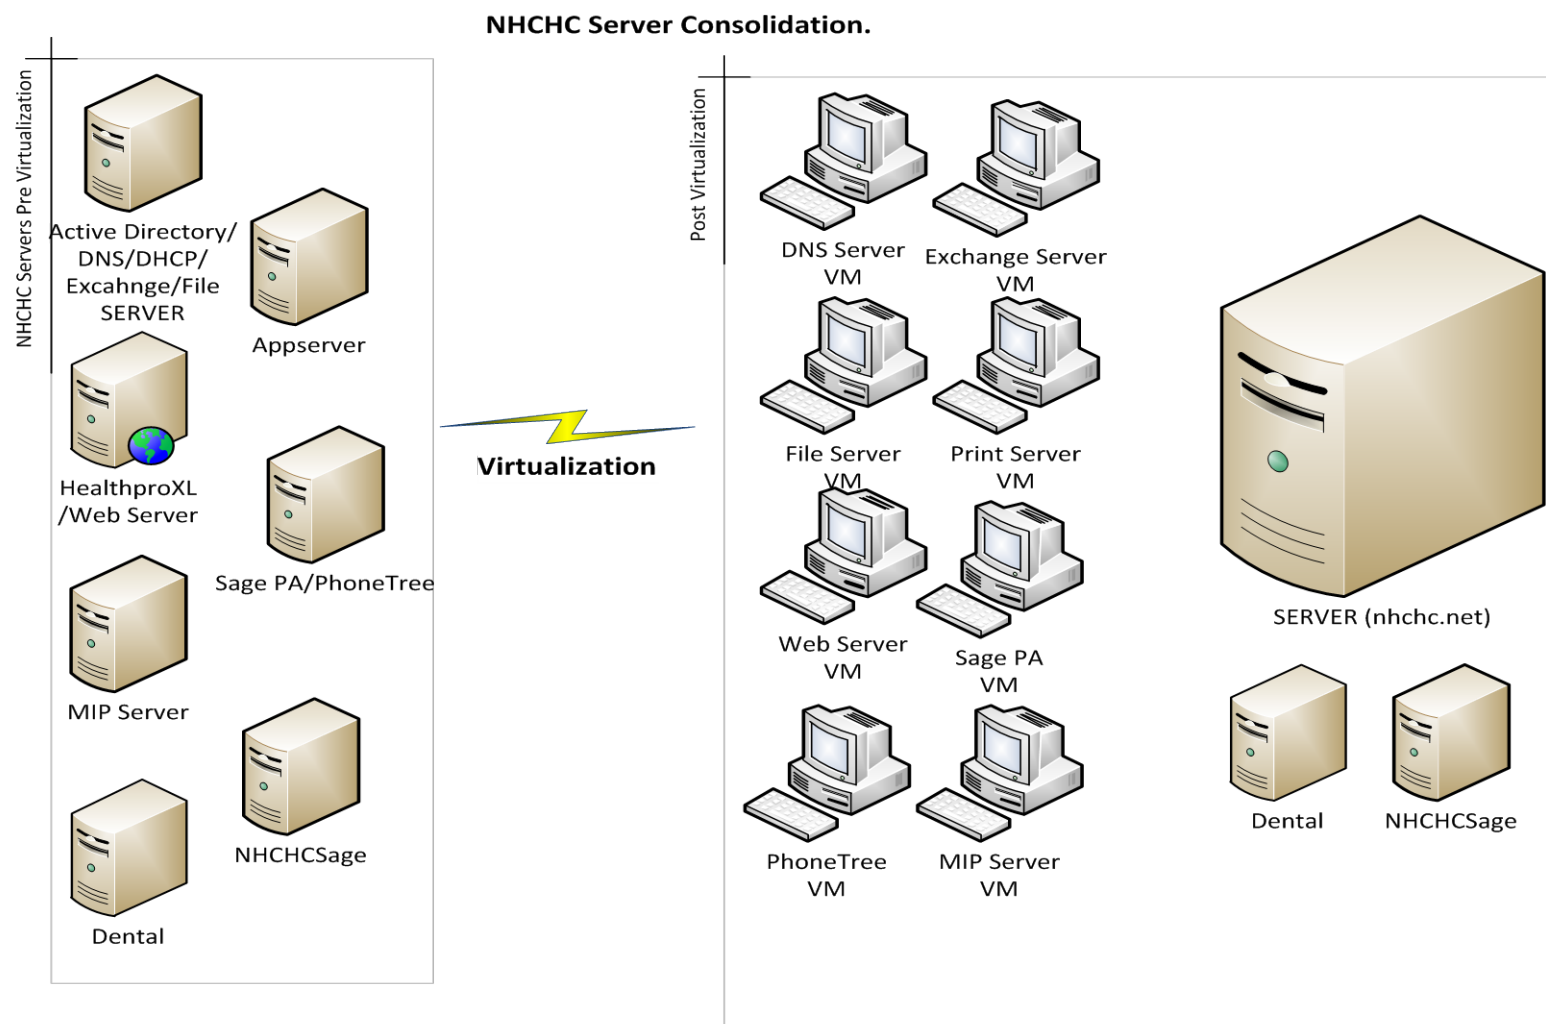 NHCHC Server Consolidation.
NHCHC Servers Pre Virtualization
Active Directory/
DNS/DHCP/
Excahnge/File
SERVER
Appserver
HealthproXL
/Web Server
Sage PA/PhoneTree
MIP Server
NHCHCSage
Dental
Virtualization
Post Virtualization
DNS Server
VM
Exchange Server
VM
File Server
VM
Print Server
VM
Web Server
VM
Sage PA
VM
PhoneTree
VM
MIP Server
VM
SERVER (nhchc.net)
Dental
NHCHCSage